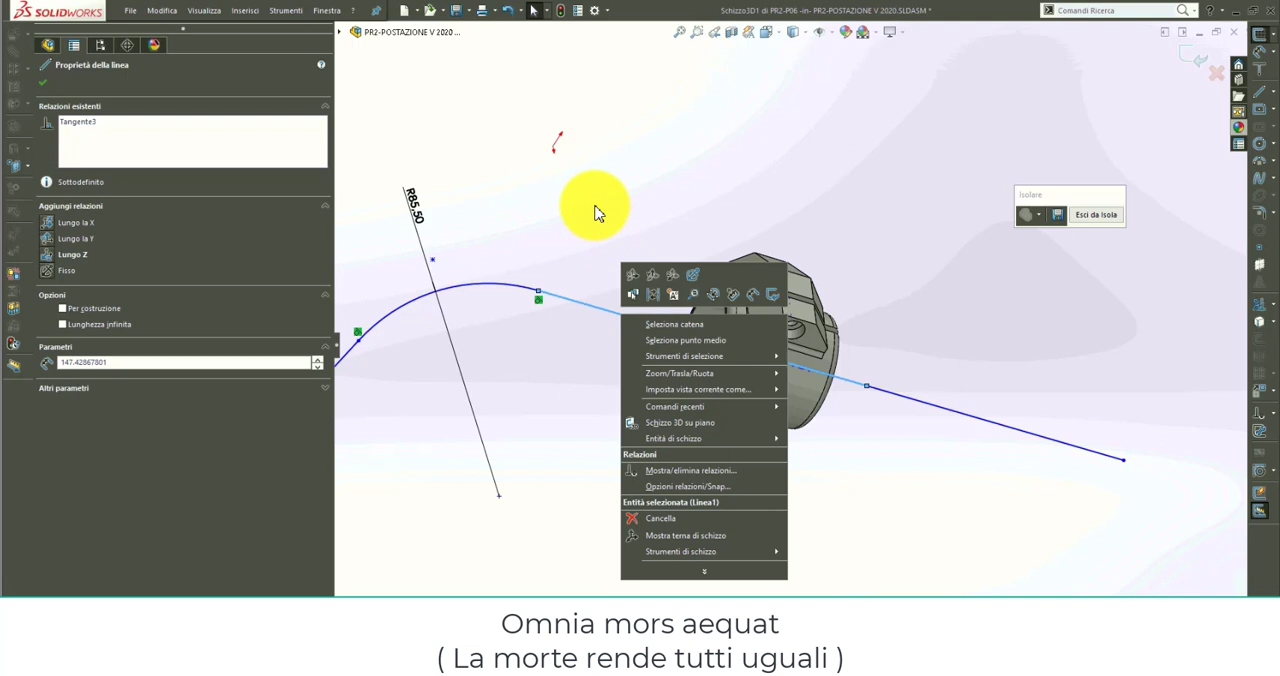 SOLIDWORKS
File Modifica Visualizza Inserisci Strumenti Finestra ?
Schizzo3D1 di PR2-P06 -in- PR2-POSTAZIONE V 2020.SLDASM *
Comandi Ricerca
Proprietà della linea
PR2-POSTAZIONE V 2020 ...
Relazioni esistenti
Tangente3
Sottodefinito
Aggiungi relazioni
Lungo la X
Lungo la Y
Lungo Z
Fisso
Opzioni
Per costruzione
Lunghezza infinita
Parametri
147.42867801
Altri parametri
R85,50
Isolare
Esci da Isola
Seleziona catena
Seleziona punto medio
Strumenti di selezione
Zoom/Trasla/Ruota
Imposta vista corrente come...
Comandi recenti
Schizzo 3D su piano
Entità di schizzo
Relazioni
Mostra/elimina relazioni...
Opzioni relazioni/Snap...
Entità selezionata (Linea1)
Cancella
Mostra terna di schizzo
Strumenti di schizzo
Omnia mors aequat
( La morte rende tutti uguali )